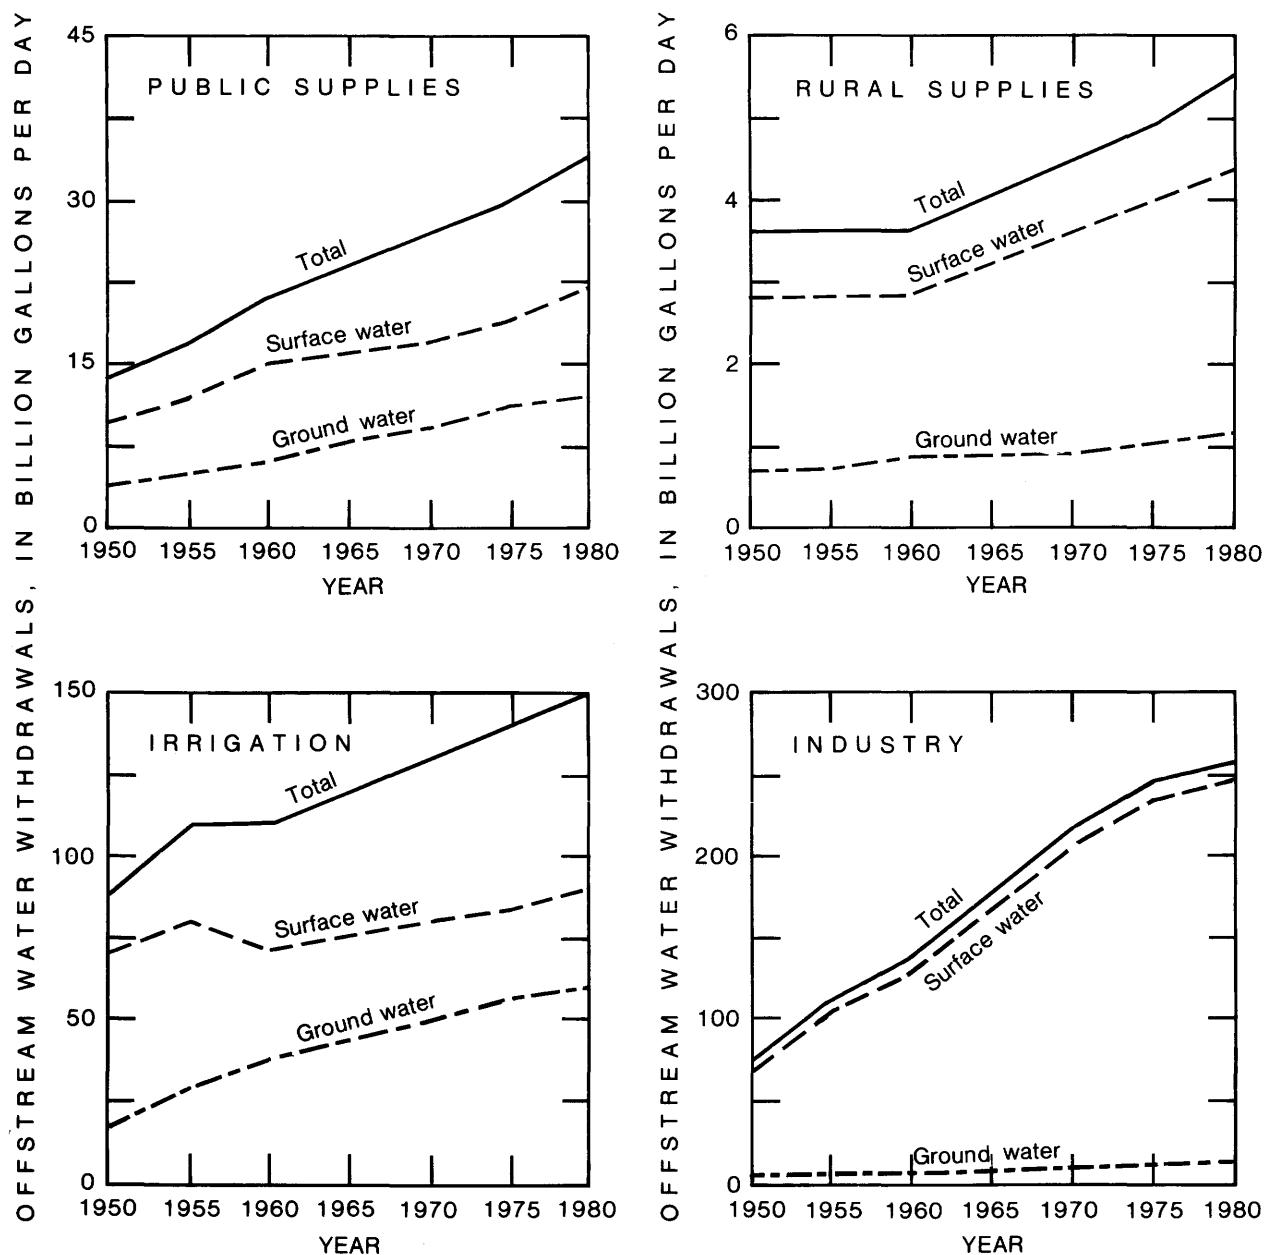 OFFSTREAM WATER WITHDRAWALS, IN BILLION GALLONS PER DAY
45
30
15
0
PUBLIC SUPPLIES
Total
Surface water
Ground water
1950 1955 1960 1965 1970 1975 1980
YEAR
OFFSTREAM WATER WITHDRAWALS, IN BILLION GALLONS PER DAY
6
4
2
0
RURAL SUPPLIES
Total
Surface water
Ground water
1950 1955 1960 1965 1970 1975 1980
YEAR
150
100
50
0
IRRIGATION
Total
Surface water
Ground water
1950 1955 1960 1965 1970 1975 1980
YEAR
300
200
100
0
INDUSTRY
Total
Surface water
Ground water
1950 1955 1960 1965 1970 1975 1980
YEAR